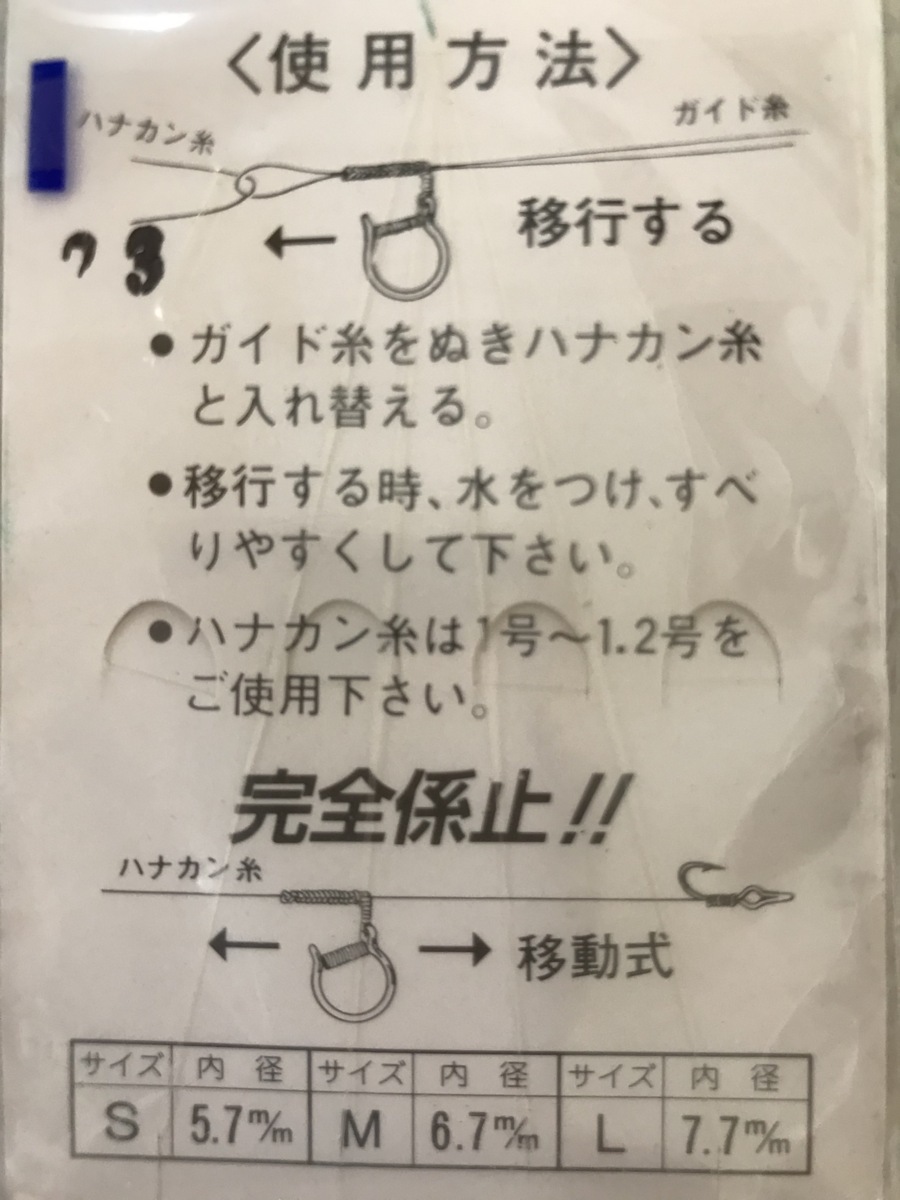 〈使用方法〉
ハナカン糸
ガイド糸
移行する
●ガイド糸をぬきハナカン糸
と入れ替える。
●移行する時、水をつけ、すべ
りやすくして下さい。
●ハナカン糸は1号〜1.2号を
ご使用下さい。
完全係止!!
ハナカン糸
移動式
サイズ 内径 サイズ 内径 サイズ 内径
S 5.7m/m M 6.7m/m L 7.7m/m